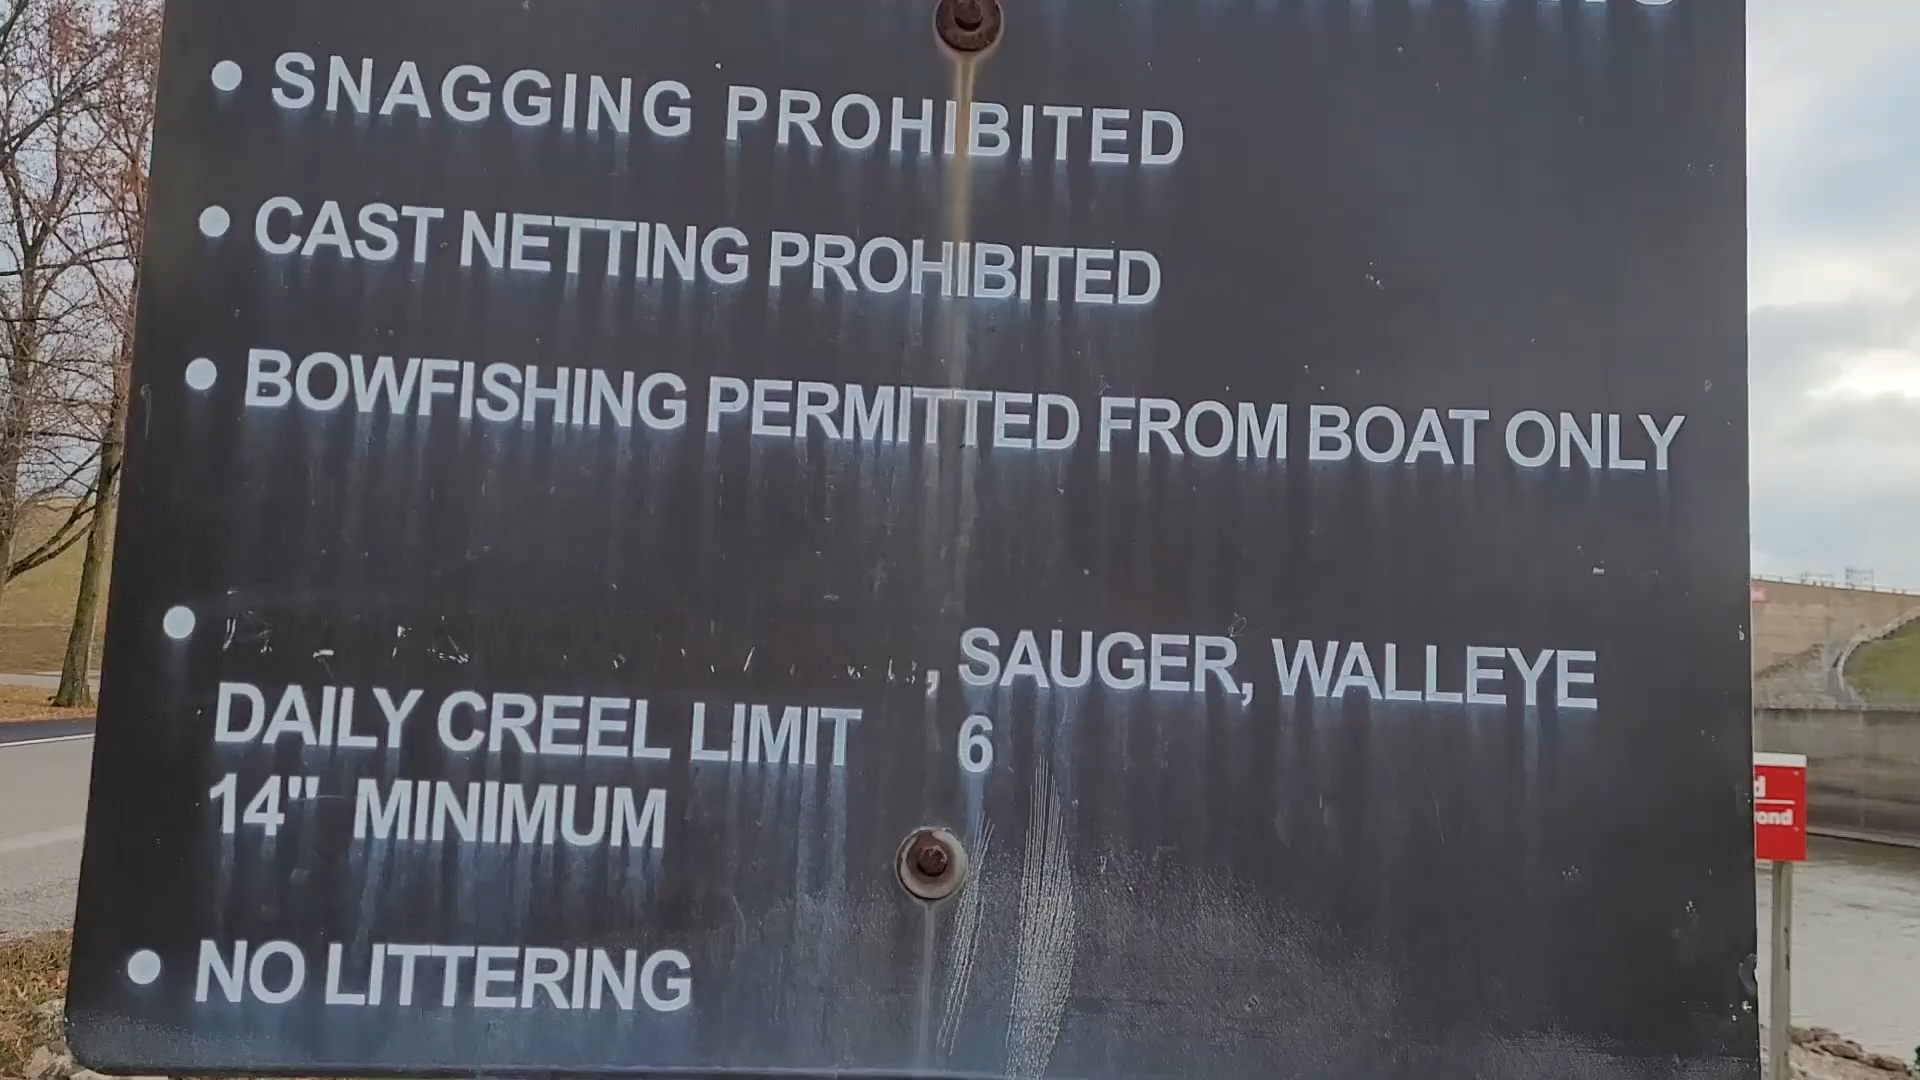 • SNAGGING PROHIBITED
• CAST NETTING PROHIBITED
• BOWFISHING PERMITTED FROM BOAT ONLY
• , SAUGER, WALLEYE
DAILY CREEL LIMIT 6
14" MINIMUM
• NO LITTERING